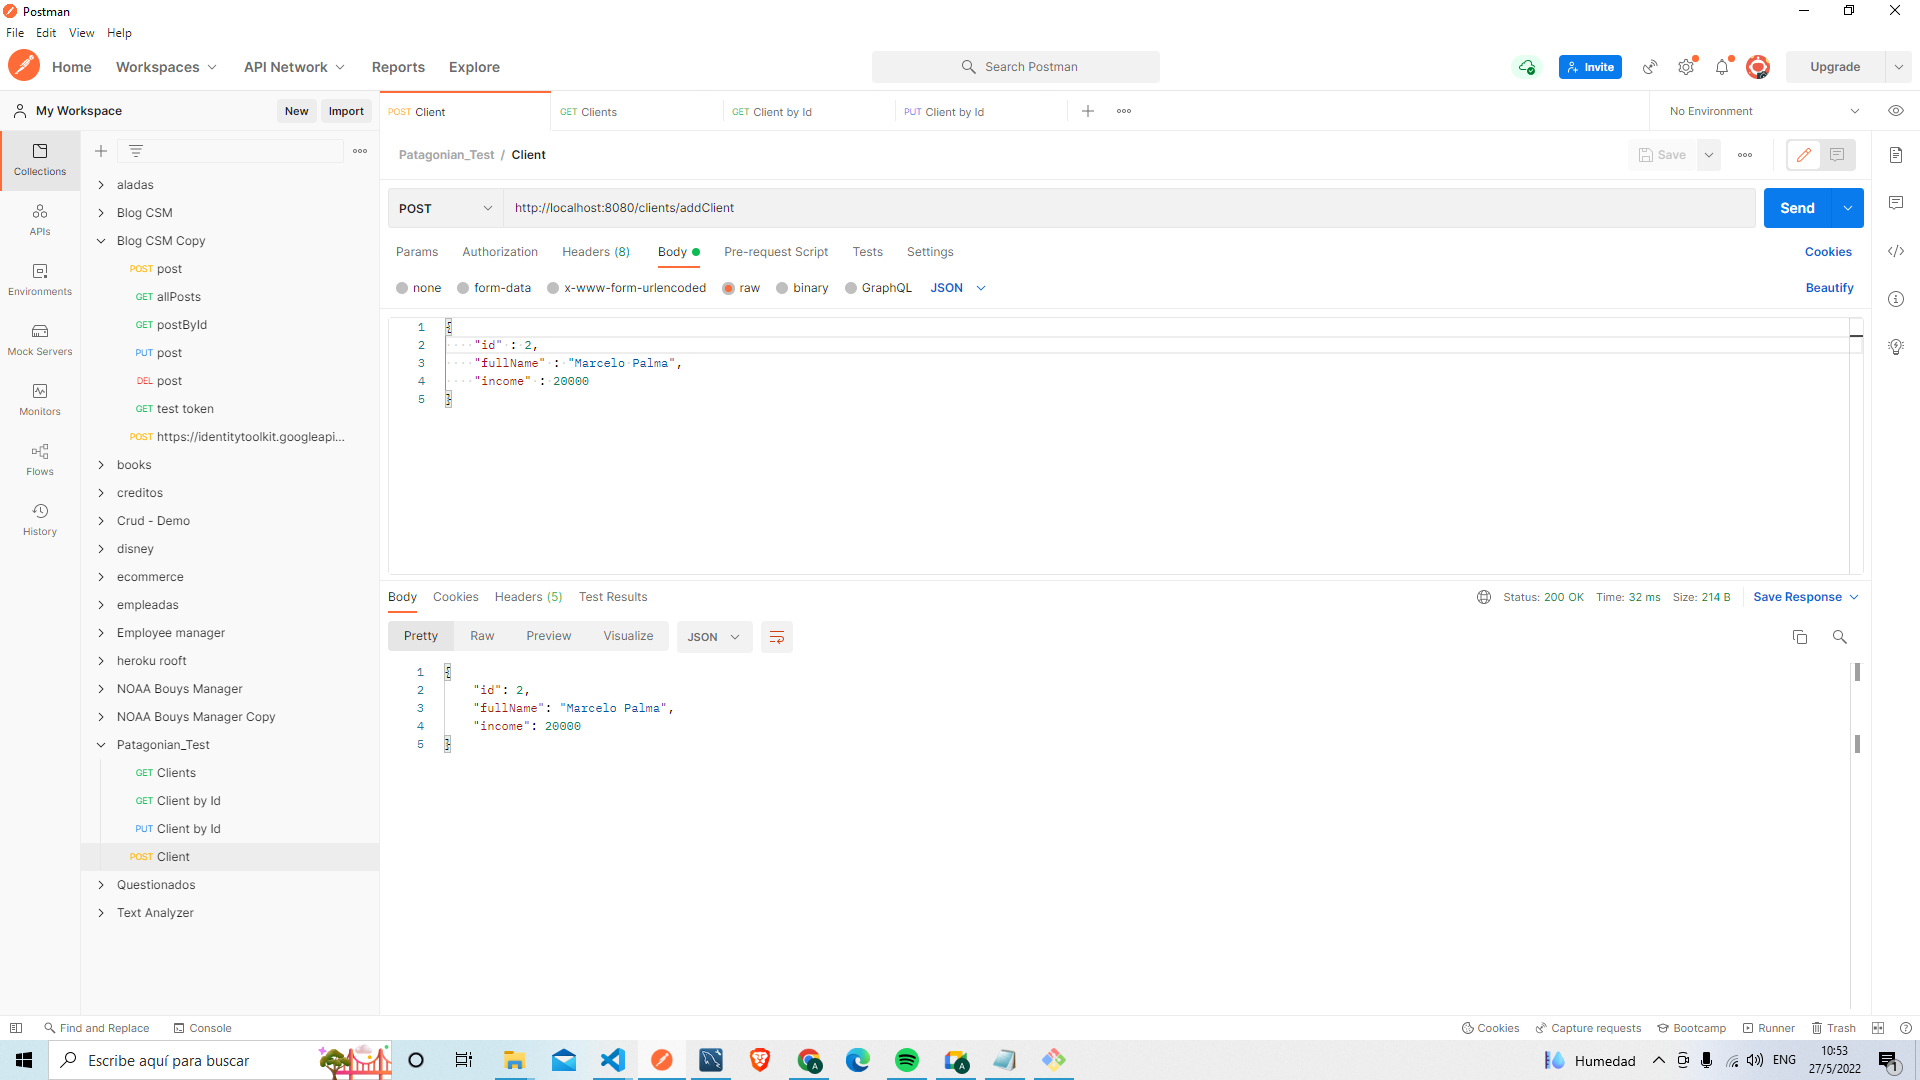 Postman
File Edit View Help
Home Workspaces API Network Reports Explore
Search Postman
Invite
Upgrade
My Workspace
New Import
POST Client
GET Clients
GET Client by Id
PUT Client by Id
No Environment
Collections
APIs
Environments
Mock Servers
Monitors
Flows
History
aladas
Blog CSM
Blog CSM Copy
POST post
GET allPosts
GET postById
PUT post
DEL post
GET test token
POST https://identitytoolkit.googleapi...
books
creditos
Crud - Demo
disney
ecommerce
empleadas
Employee manager
heroku rooft
NOAA Bouys Manager
NOAA Bouys Manager Copy
Patagonian_Test
GET Clients
GET Client by Id
PUT Client by Id
POST Client
Questionados
Text Analyzer
Patagonian_Test / Client
Save
POST http://localhost:8080/clients/addClient
Send
Params Authorization Headers (8) Body Pre-request Script Tests Settings
Cookies
none form-data x-www-form-urlencoded raw binary GraphQL JSON
Beautify
1 {
2 "id" : 2,
3 "fullName" : "Marcelo Palma",
4 "income" : 20000
5 }
Body Cookies Headers (5) Test Results
Status: 200 OK Time: 32 ms Size: 214 B Save Response
Pretty Raw Preview Visualize JSON
1 {
2 "id": 2,
3 "fullName": "Marcelo Palma",
4 "income": 20000
5 }
Find and Replace Console
Cookies Capture requests Bootcamp Runner Trash
Escribe aquí para buscar
Humedad
ENG
10:53
27/5/2022
1